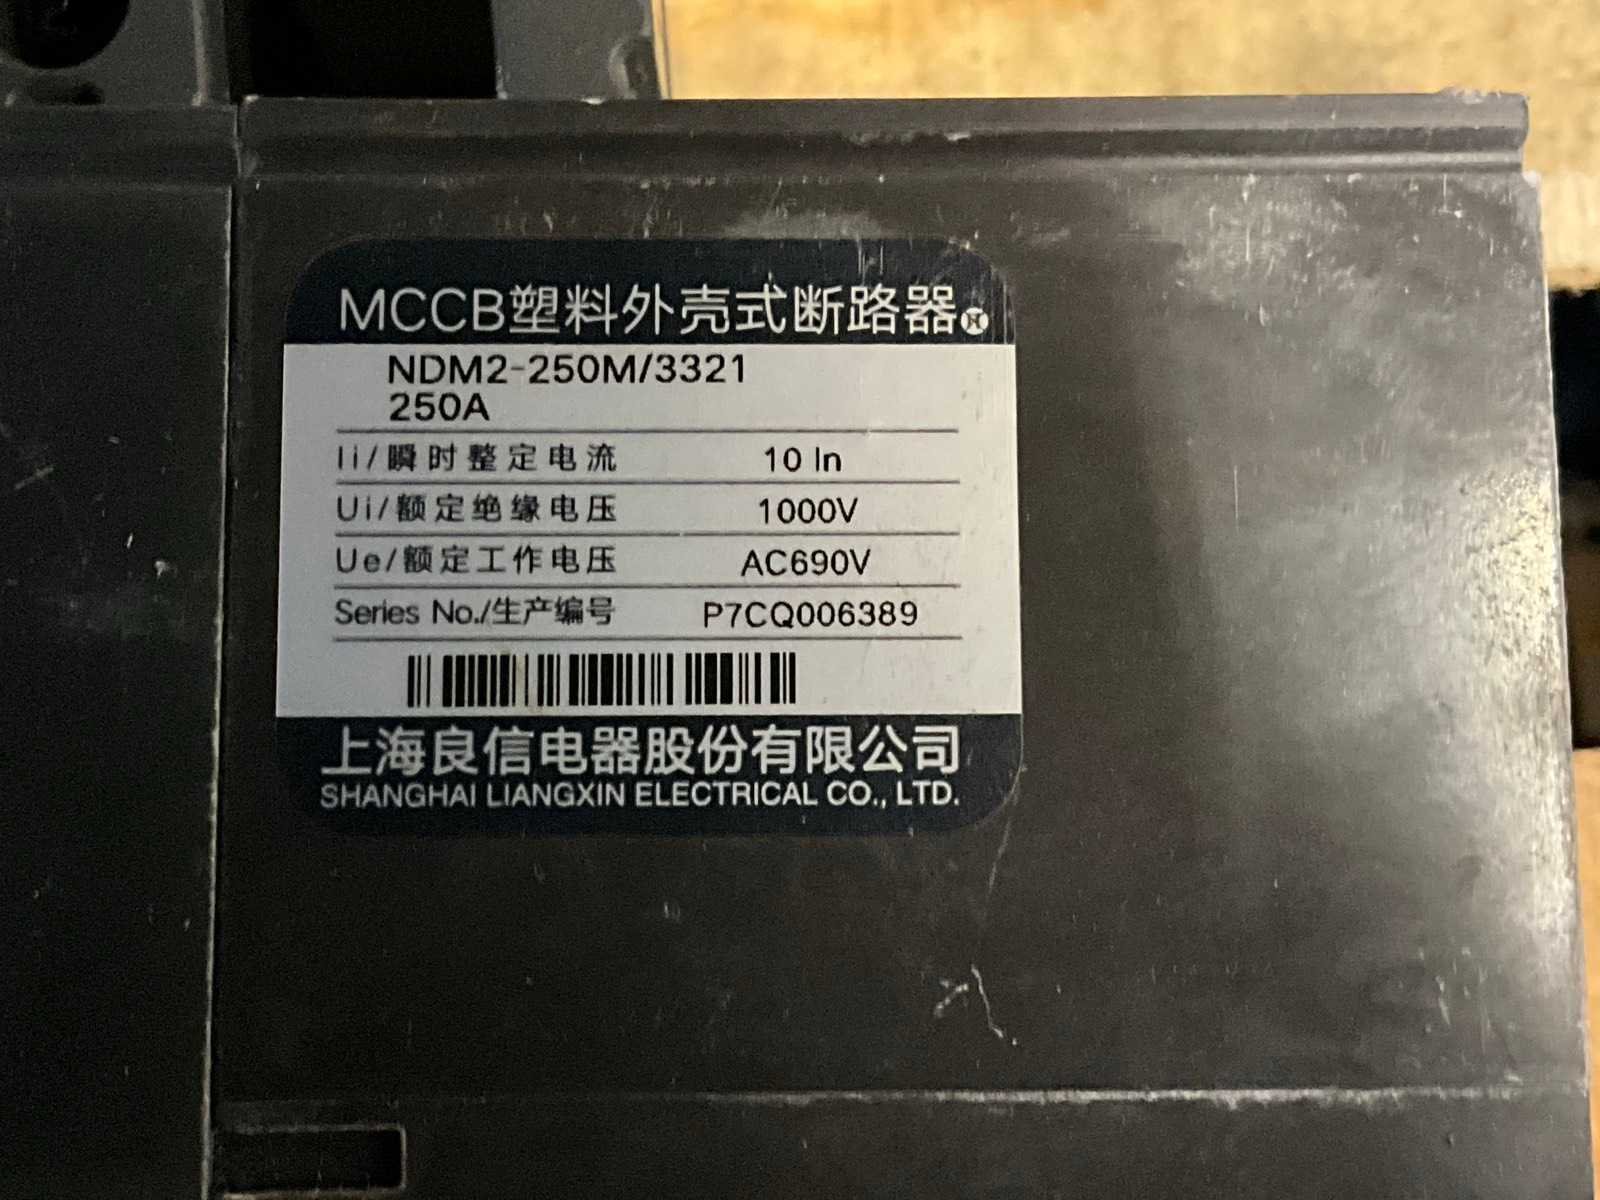 MCCB塑料外壳式断路器
NDM2-250M/3321
250A
Ii/瞬时整定电流 10 In
Ui/额定绝缘电压 1000V
Ue/额定工作电压 AC690V
Series No./生产编号 P7CQ006389
上海良信电器股份有限公司
SHANGHAI LIANGXIN ELECTRICAL CO., LTD.